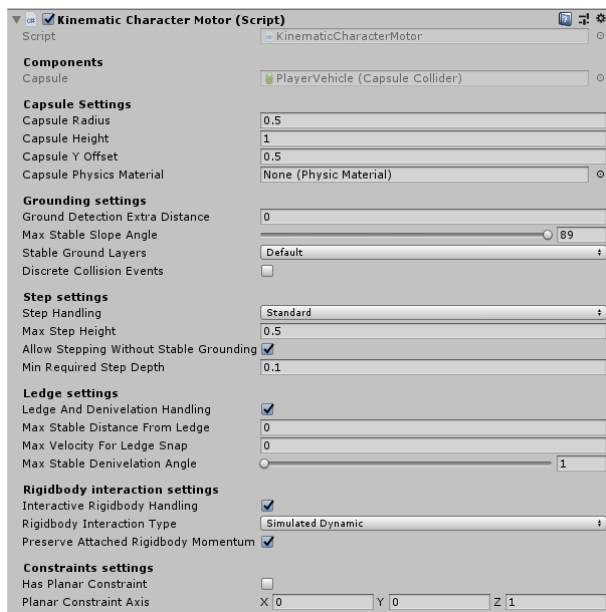 Kinematic Character Motor (Script)
Script KinematicCharacterMotor
Components
Capsule PlayerVehicle (Capsule Collider)
Capsule Settings
Capsule Radius 0.5
Capsule Height 1
Capsule Y Offset 0.5
Capsule Physics Material None (Physic Material)
Grounding settings
Ground Detection Extra Distance 0
Max Stable Slope Angle 89
Stable Ground Layers Default
Discrete Collision Events
Step settings
Step Handling Standard
Max Step Height 0.5
Allow Stepping Without Stable Grounding
Min Required Step Depth 0.1
Ledge settings
Ledge And Denivelation Handling
Max Stable Distance From Ledge 0
Max Velocity For Ledge Snap 0
Max Stable Denivelation Angle 1
Rigidbody interaction settings
Interactive Rigidbody Handling
Rigidbody Interaction Type Simulated Dynamic
Preserve Attached Rigidbody Momentum
Constraints settings
Has Planar Constraint
Planar Constraint Axis X 0 Y 0 Z 1